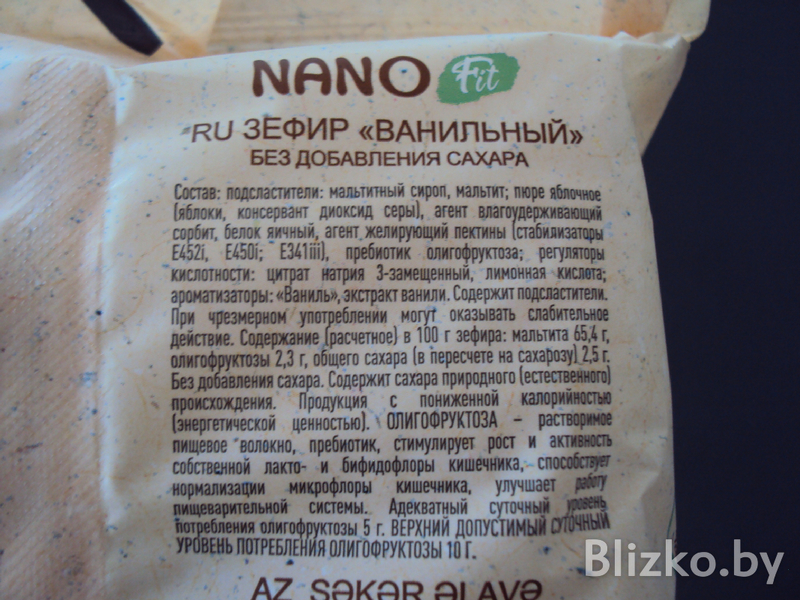 NANO Fit
RU ЗЕФИР «ВАНИЛЬНЫЙ»
БЕЗ ДОБАВЛЕНИЯ САХАРА
Состав: подсластители: мальтитный сироп, мальтит; пюре яблочное
(яблоки, консервант диоксид серы), агент влагоудерживающий
сорбит, белок яичный, агент желирующий пектины (стабилизаторы
E452i, E450i; E341iii), пребиотик олигофруктоза; регуляторы
кислотности: цитрат натрия 3-замещенный, лимонная кислота;
ароматизаторы: «Ваниль», экстракт ванили. Содержит подсластители.
При чрезмерном употреблении могут оказывать слабительное
действие. Содержание (расчетное) в 100 г зефира: мальтита 65,4 г,
олигофруктозы 2,3 г, общего сахара (в пересчете на сахарозу) 2,5 г.
Без добавления сахара. Содержит сахара природного (естественного)
происхождения. Продукция с пониженной калорийностью
(энергетической ценностью). ОЛИГОФРУКТОЗА – растворимое
пищевое волокно, пребиотик, стимулирует рост и активность
собственной лакто- и бифидофлоры кишечника, способствует
нормализации микрофлоры кишечника, улучшает работу
пищеварительной системы. Адекватный суточный уровень
потребления олигофруктозы 5 г. ВЕРХНИЙ ДОПУСТИМЫЙ СУТОЧНЫЙ
УРОВЕНЬ ПОТРЕБЛЕНИЯ ОЛИГОФРУКТОЗЫ 10 Г.
AZ ŞƏKƏR ƏLAVƏ
Blizko.by